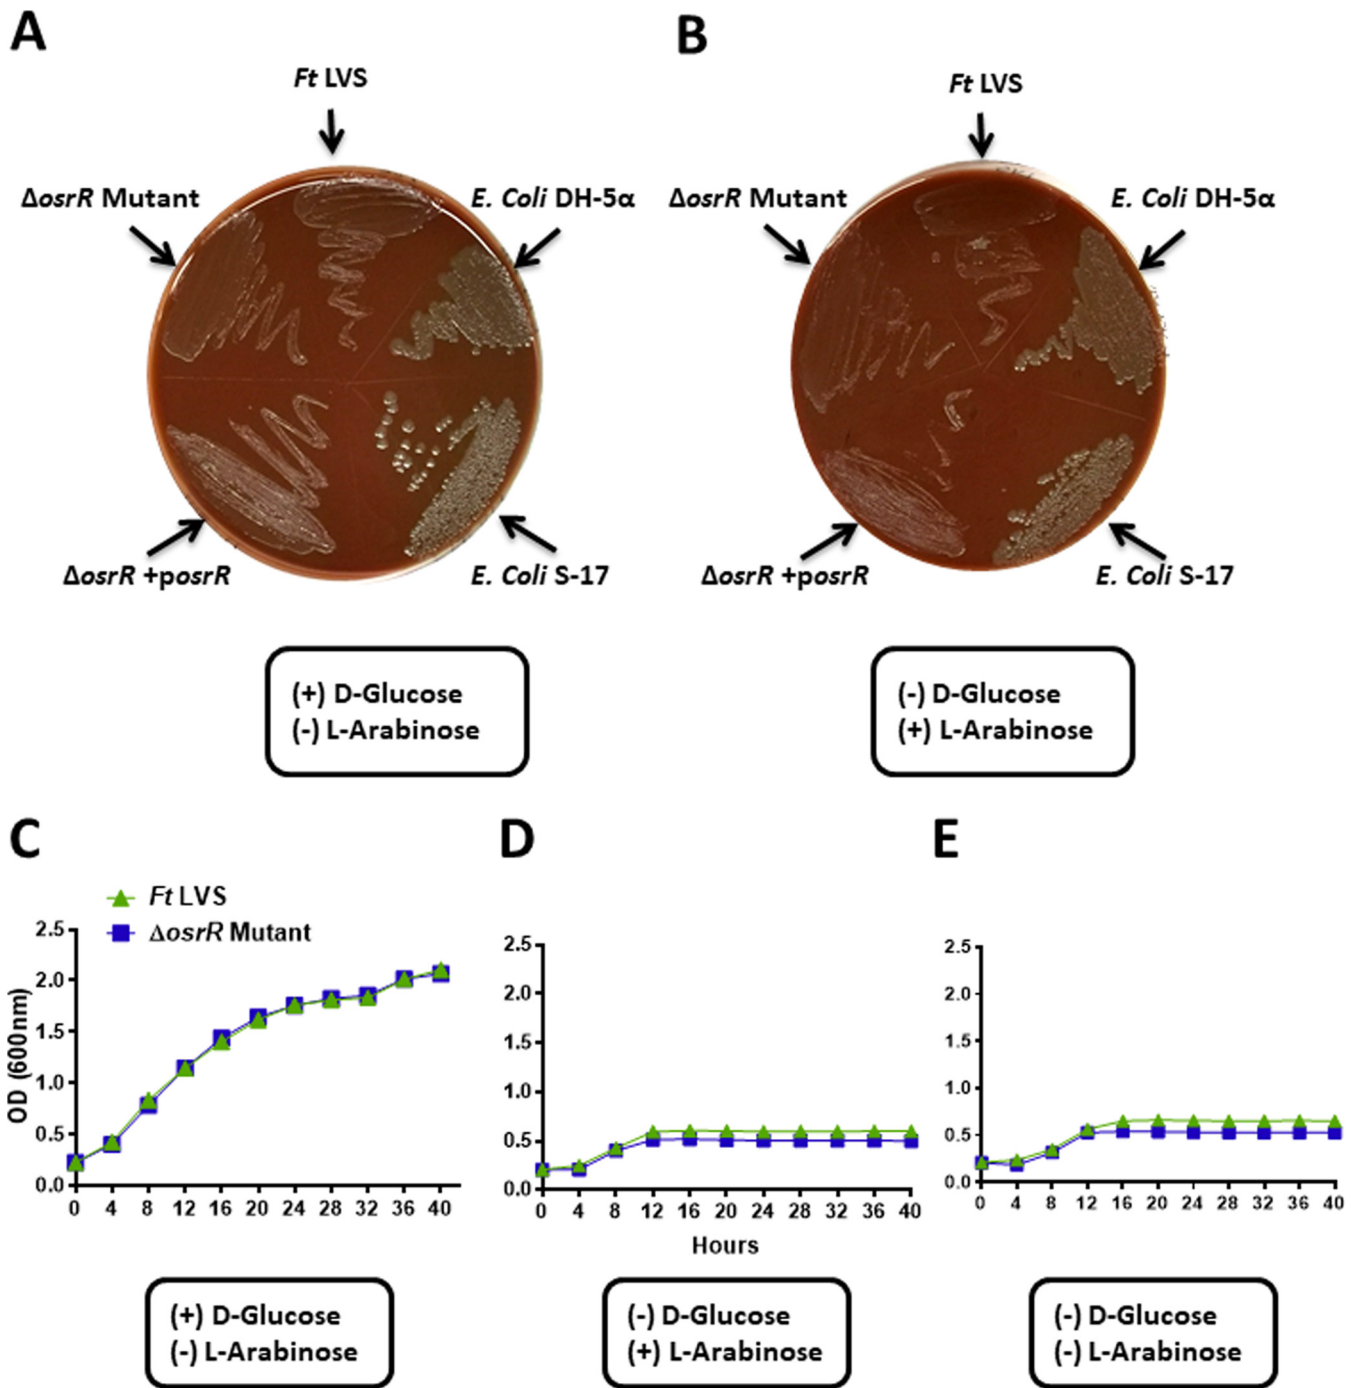 A
B
Ft LVS
Ft LVS
ΔosrR Mutant
E. Coli DH-5α
ΔosrR Mutant
E. Coli DH-5α
ΔosrR +posrR
E. Coli S-17
ΔosrR +posrR
E. Coli S-17
(+) D-Glucose
(-) L-Arabinose
(-) D-Glucose
(+) L-Arabinose
C
D
E
Ft LVS
ΔosrR Mutant
OD (600nm)
2.5
2.0
1.5
1.0
0.5
0.0
0 4 8 12 16 20 24 28 32 36 40
2.5
2.0
1.5
1.0
0.5
0.0
0 4 8 12 16 20 24 28 32 36 40
Hours
2.5
2.0
1.5
1.0
0.5
0.0
0 4 8 12 16 20 24 28 32 36 40
(+) D-Glucose
(-) L-Arabinose
(-) D-Glucose
(+) L-Arabinose
(-) D-Glucose
(-) L-Arabinose